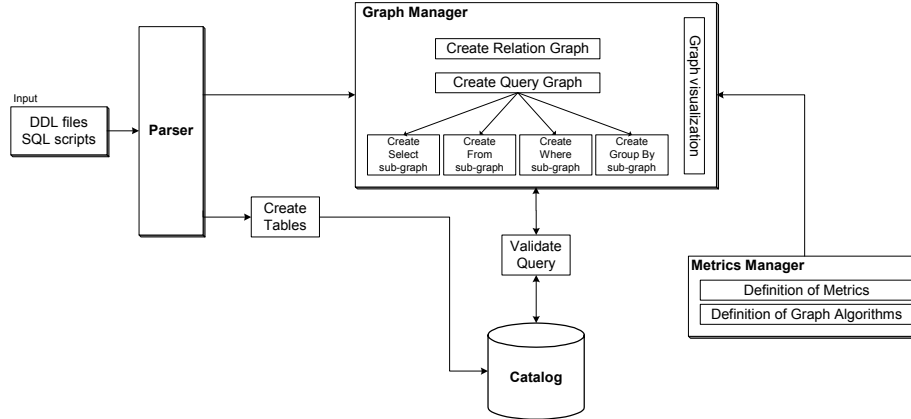 Graph Manager
Create Relation Graph
Create Query Graph
Create
Select
sub-graph
Create
From
sub-graph
Create
Where
sub-graph
Create
Group By
sub-graph
Graph visualization
Input
DDL files
SQL scripts
Parser
Create
Tables
Validate
Query
Metrics Manager
Definition of Metrics
Definition of Graph Algorithms
Catalog